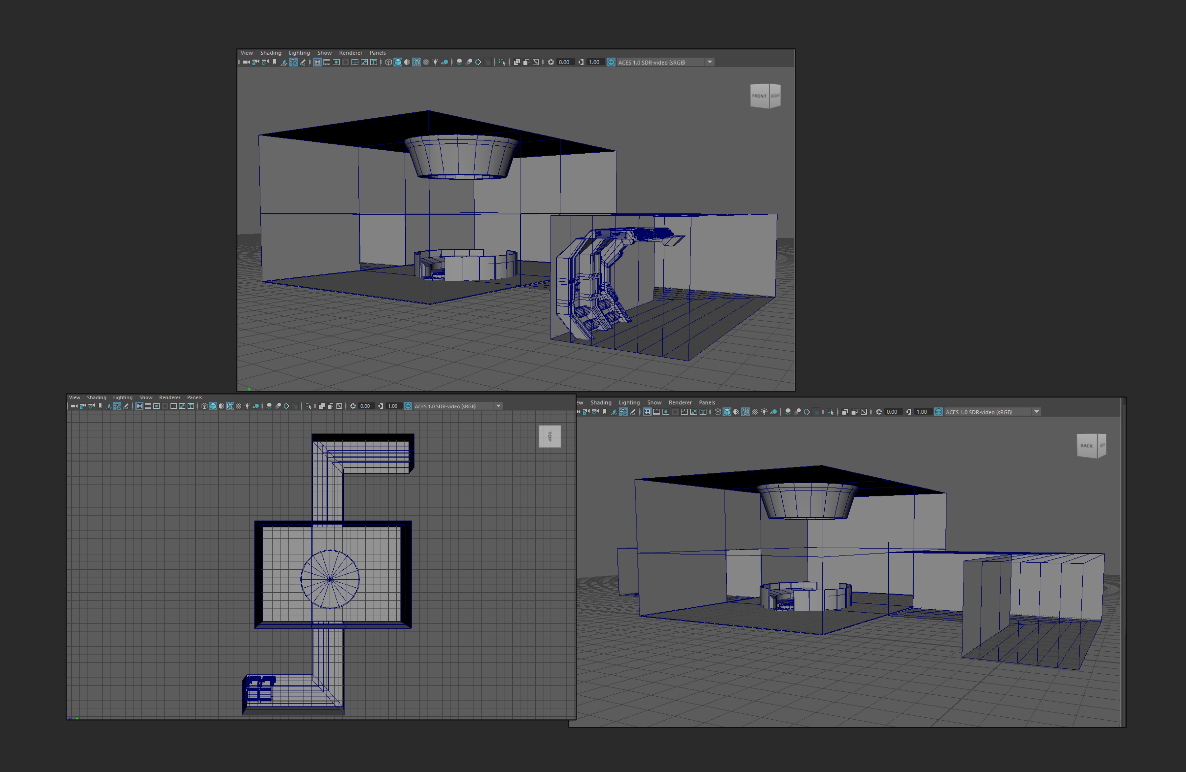 View Shading Lighting Show Renderer Panels
0.00 1.00 ACES 1.0 SDR-video (sRGB)
FRONT
View Shading Lighting Show Renderer Panels
0.00 1.00 ACES 1.0 SDR-video (sRGB)
TOP
Shading Lighting Show Renderer Panels
0.00 1.00 ACES 1.0 SDR-video (sRGB)
BACK